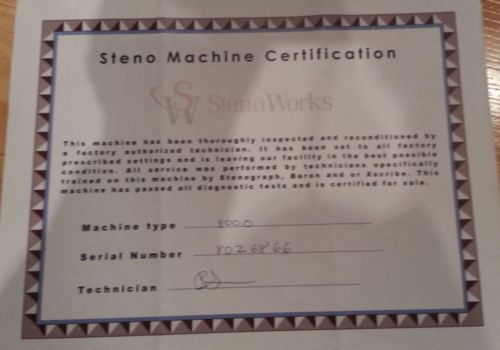 Steno Machine Certification
SW StenoWorks
This machine has been thoroughly inspected and reconditioned by
a factory authorized technician. It has been set to all factory
prescribed settings and is leaving our facility in the best possible
condition. All service was performed by technicians specifically
trained on this machine by Stenograph, Baron and or Xscribe. This
machine has passed all diagnostic tests and is certified for sale.
Machine type 8000
Serial Number 8026866
Technician